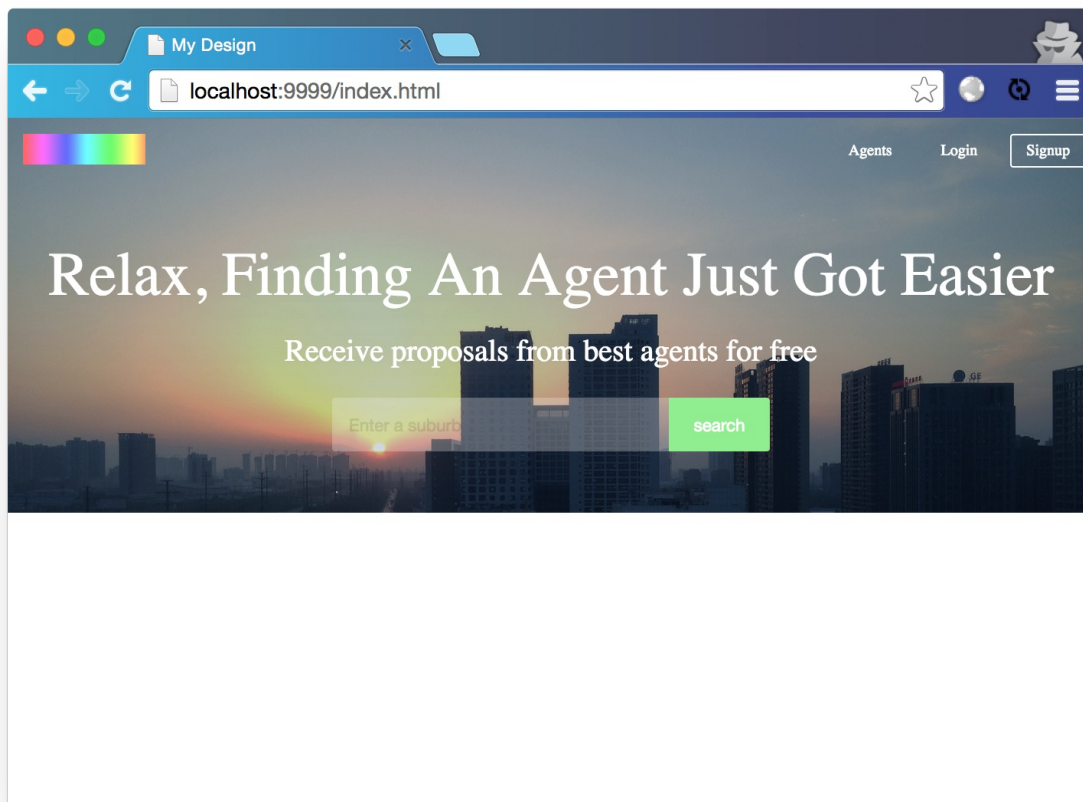 My Design
localhost:9999/index.html
Agents Login Signup
Relax, Finding An Agent Just Got Easier
Receive proposals from best agents for free
Enter a suburb search
GE